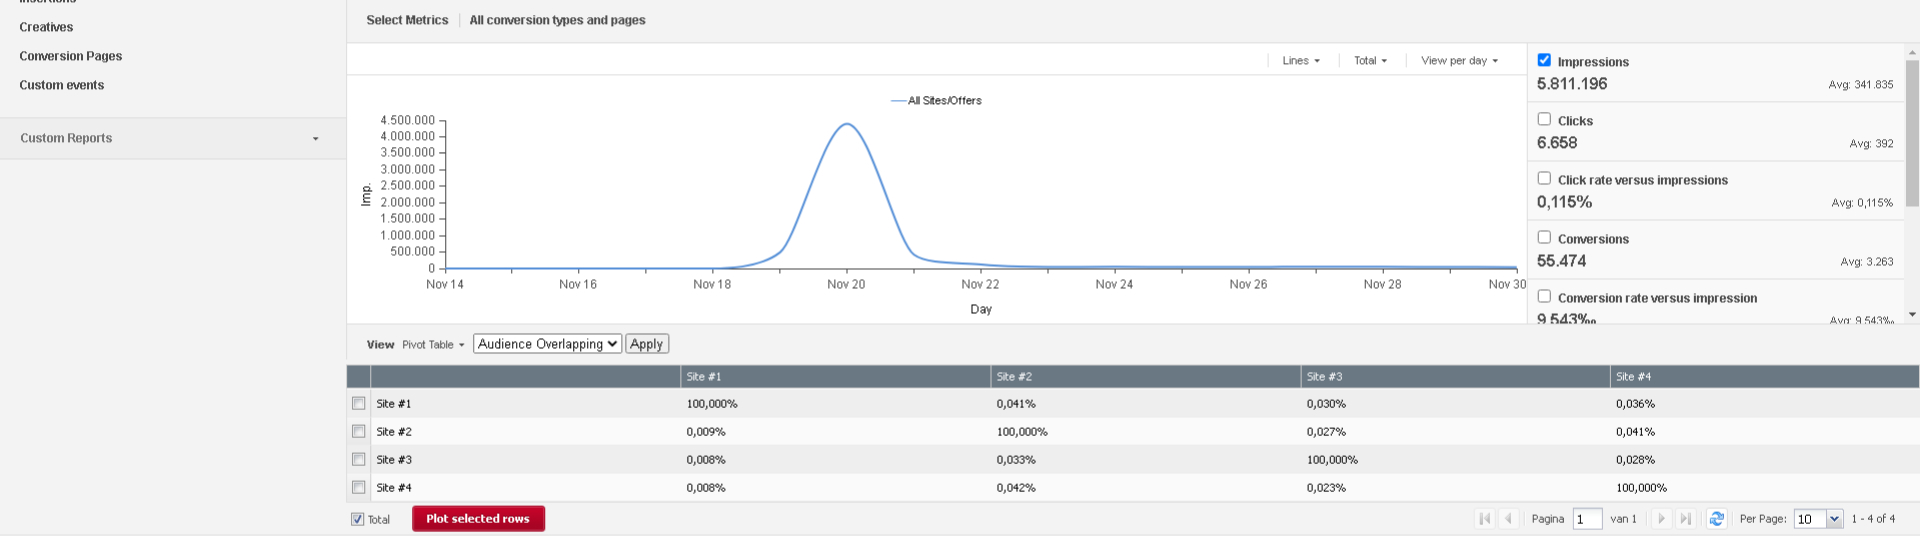 Insertions
Creatives
Conversion Pages
Custom events
Custom Reports
Select Metrics All conversion types and pages
Lines Total View per day
All Sites/Offers
Imp.
4.500.000
4.000.000
3.500.000
3.000.000
2.500.000
2.000.000
1.500.000
1.000.000
500.000
0
Nov 14 Nov 16 Nov 18 Nov 20 Nov 22 Nov 24 Nov 26 Nov 28 Nov 30
Day
Impressions
5.811.196 Avg: 341.835
Clicks
6.658 Avg: 392
Click rate versus impressions
0,115% Avg: 0,115%
Conversions
55.474 Avg: 3.263
Conversion rate versus impression
9,543‰ Avg: 9,543‰
View Pivot Table Audience Overlapping Apply
Site #1 Site #2 Site #3 Site #4
Site #1 100,000% 0,041% 0,030% 0,036%
Site #2 0,009% 100,000% 0,027% 0,041%
Site #3 0,008% 0,033% 100,000% 0,028%
Site #4 0,008% 0,042% 0,023% 100,000%
Total Plot selected rows Pagina 1 van 1 Per Page: 10 1 - 4 of 4